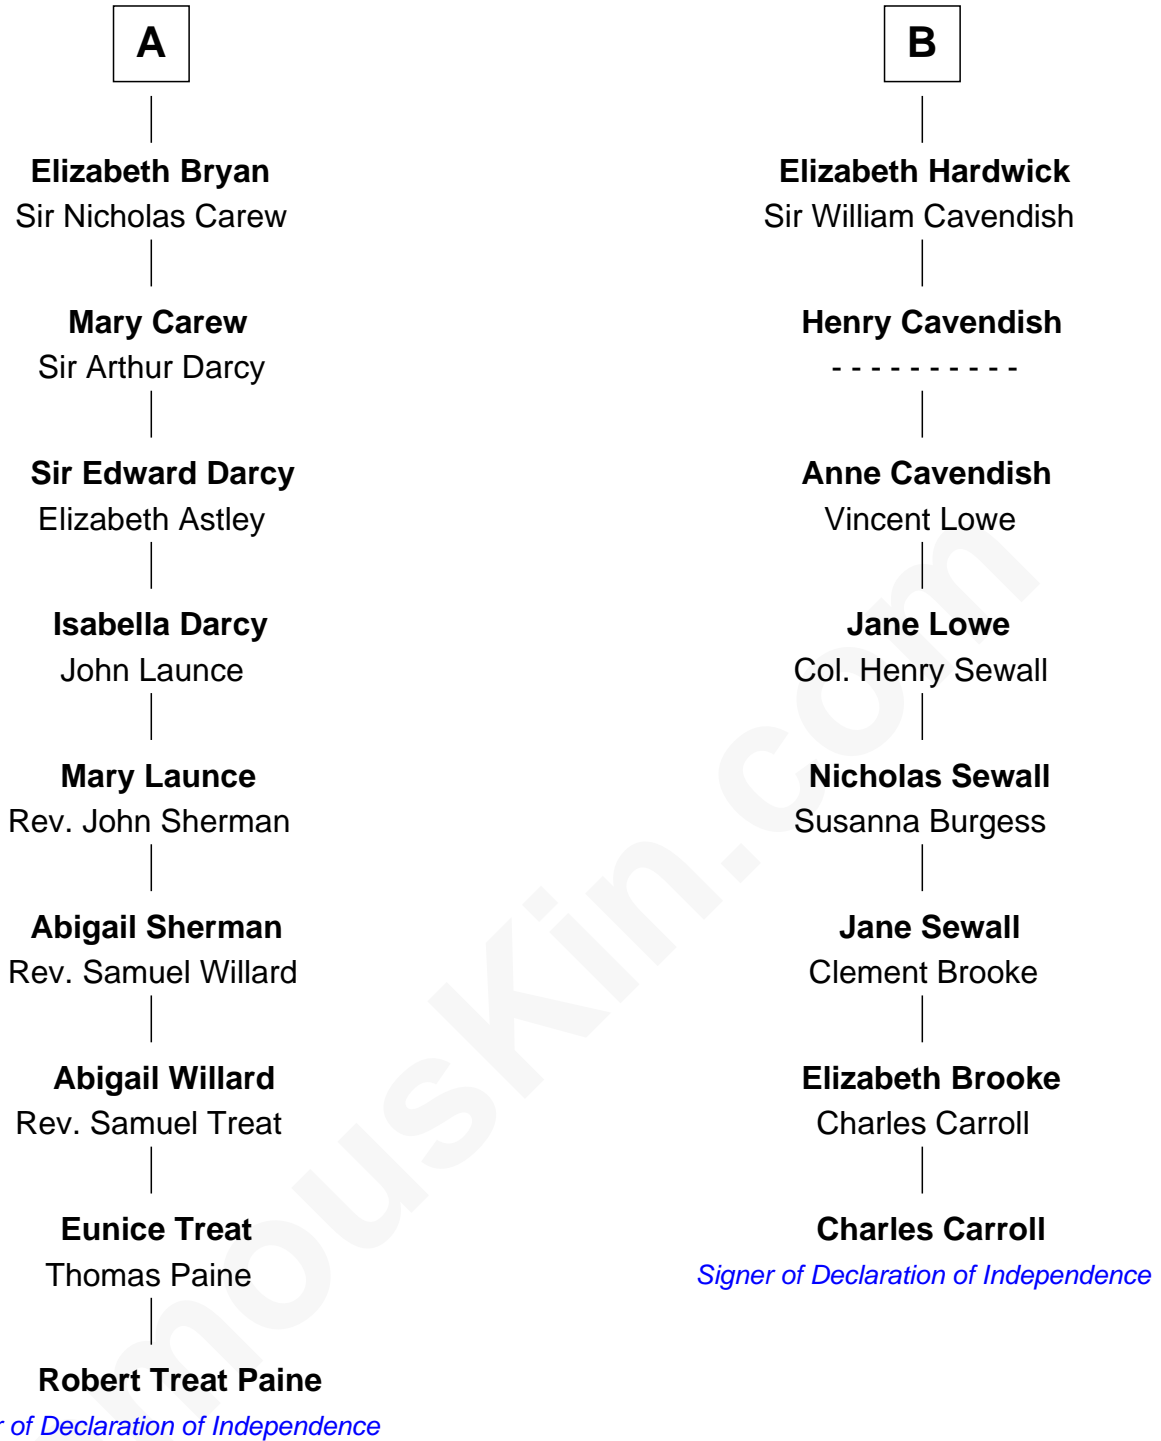 A
Elizabeth Bryan
Sir Nicholas Carew
Mary Carew
Sir Arthur Darcy
Sir Edward Darcy
Elizabeth Astley
Isabella Darcy
John Launce
Mary Launce
Rev. John Sherman
Abigail Sherman
Rev. Samuel Willard
Abigail Willard
Rev. Samuel Treat
Eunice Treat
Thomas Paine
Robert Treat Paine
r of Declaration of Independence
B
Elizabeth Hardwick
Sir William Cavendish
Henry Cavendish
- - - - - - - - - -
Anne Cavendish
Vincent Lowe
Jane Lowe
Col. Henry Sewall
Nicholas Sewall
Susanna Burgess
Jane Sewall
Clement Brooke
Elizabeth Brooke
Charles Carroll
Charles Carroll
Signer of Declaration of Independence
mouskin.com